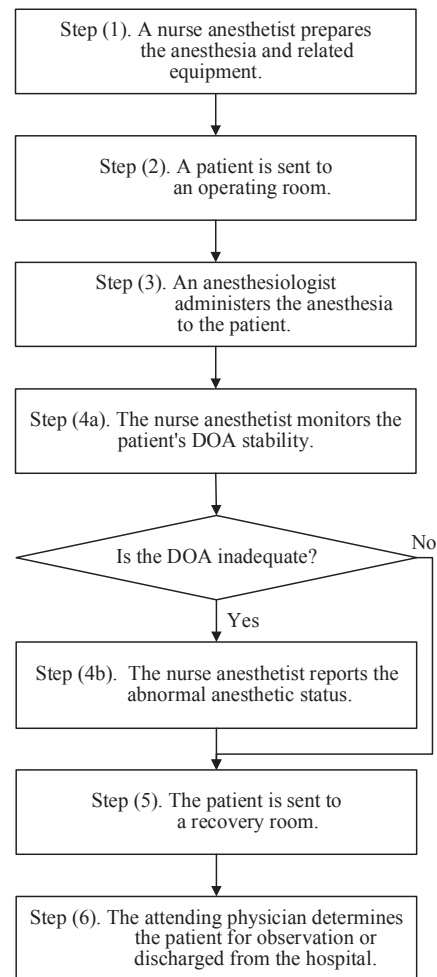 Step (1). A nurse anesthetist prepares
the anesthesia and related
equipment.
Step (2). A patient is sent to
an operating room.
Step (3). An anesthesiologist
administers the anesthesia
to the patient.
Step (4a). The nurse anesthetist monitors the
patient's DOA stability.
Is the DOA inadequate?
No
Yes
Step (4b). The nurse anesthetist reports the
abnormal anesthetic status.
Step (5). The patient is sent to
a recovery room.
Step (6). The attending physician determines
the patient for observation or
discharged from the hospital.